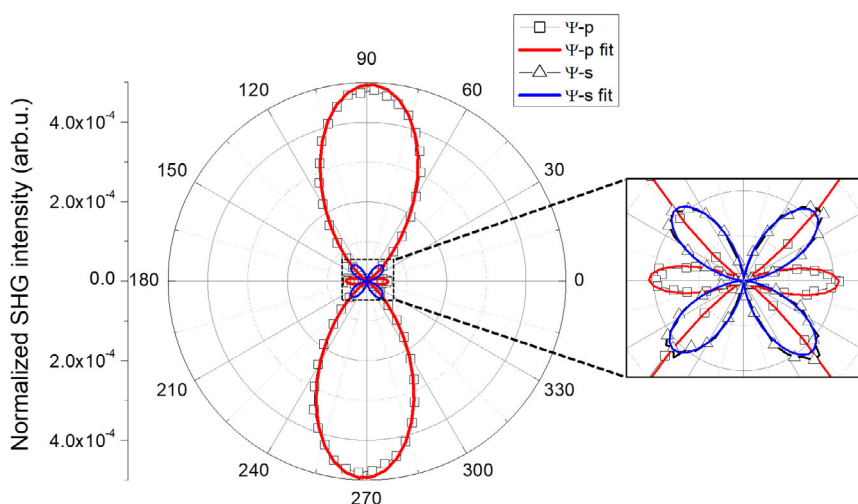 Ψ-p
Ψ-p fit
Ψ-s
Ψ-s fit
90
120
60
4.0x10⁻⁴
150
30
2.0x10⁻⁴
0.0
180
0
2.0x10⁻⁴
210
330
4.0x10⁻⁴
240
300
270
Normalized SHG intensity (arb.u.)